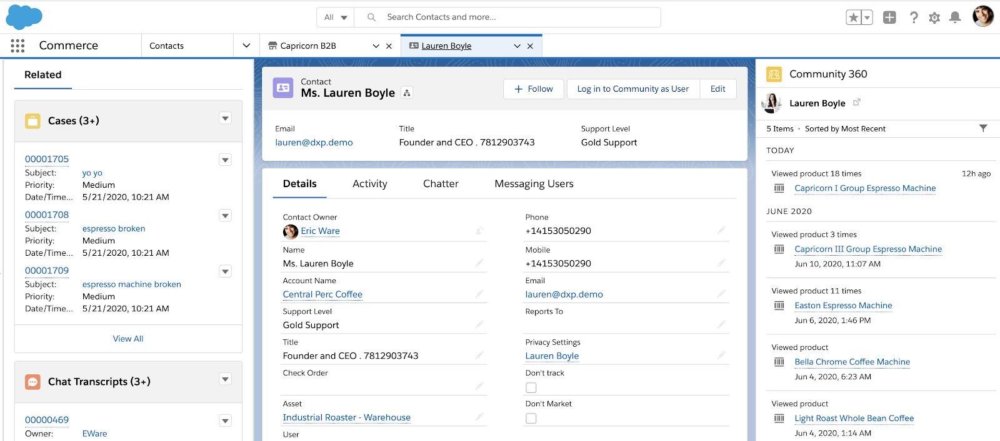 All
Search Contacts and more...
Commerce
Contacts
Capricorn B2B
Lauren Boyle
Related
Cases (3+)
00001705
Subject: yo yo
Priority: Medium
Date/Time... 5/21/2020, 10:21 AM
00001708
Subject: espresso broken
Priority: Medium
Date/Time... 5/21/2020, 10:21 AM
00001709
Subject: espresso machine broken
Priority: Medium
Date/Time... 5/21/2020, 10:21 AM
View All
Chat Transcripts (3+)
00000469
Owner: EWare
Contact
Ms. Lauren Boyle
Follow
Log in to Community as User
Edit
Email
lauren@dxp.demo
Title
Founder and CEO . 7812903743
Support Level
Gold Support
Details
Activity
Chatter
Messaging Users
Contact Owner
Eric Ware
Name
Ms. Lauren Boyle
Account Name
Central Perc Coffee
Support Level
Gold Support
Title
Founder and CEO . 7812903743
Check Order
Asset
Industrial Roaster - Warehouse
User
Phone
+14153050290
Mobile
+14153050290
Email
lauren@dxp.demo
Reports To
Privacy Settings
Lauren Boyle
Don't track
Don't Market
Community 360
Lauren Boyle
5 Items · Sorted by Most Recent
TODAY
Viewed product 18 times 12h ago
Capricorn I Group Espresso Machine
JUNE 2020
Viewed product 3 times
Capricorn III Group Espresso Machine
Jun 10, 2020, 11:07 AM
Viewed product 11 times
Easton Espresso Machine
Jun 6, 2020, 1:46 PM
Viewed product
Bella Chrome Coffee Machine
Jun 4, 2020, 6:23 AM
Viewed product
Light Roast Whole Bean Coffee
Jun 4, 2020, 1:14 AM